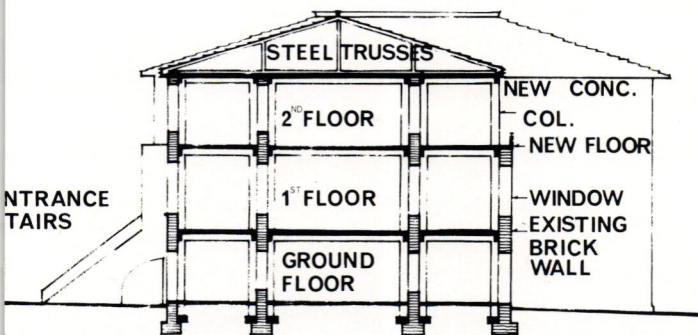 STEEL TRUSSES
NEW CONC.
COL.
2ND FLOOR
NEW FLOOR
1ST FLOOR
NTRANCE
TAIRS
WINDOW
EXISTING
BRICK
WALL
GROUND
FLOOR